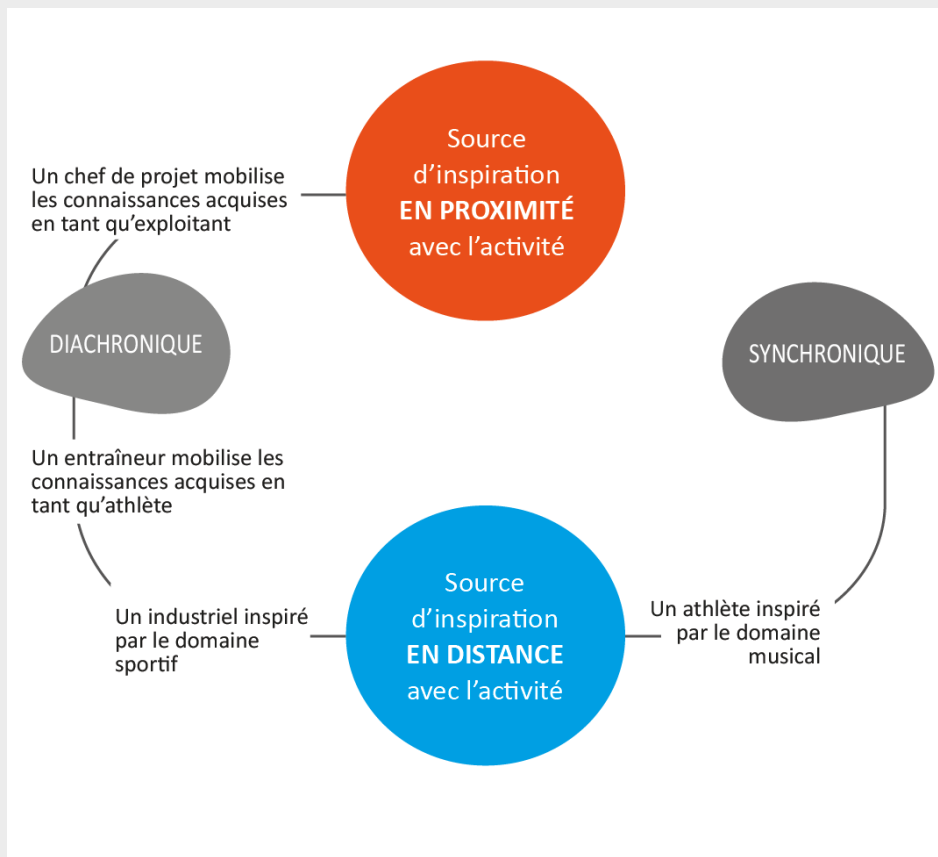 Source
d’inspiration
EN PROXIMITÉ
avec l’activité
Un chef de projet mobilise
les connaissances acquises
en tant qu’exploitant
DIACHRONIQUE
SYNCHRONIQUE
Un entraîneur mobilise les
connaissances acquises en
tant qu’athlète
Source
d’inspiration
EN DISTANCE
avec l’activité
Un industriel inspiré
par le domaine
sportif
Un athlète inspiré
par le domaine
musical